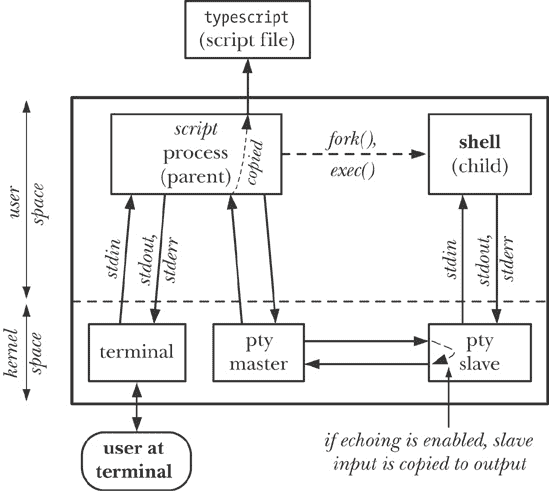 typescript
(script file)
user
space
script
process
(parent)
copied
fork(),
exec()
shell
(child)
stdin
stdout,
stderr
stdin
stdout,
stderr
kernel
space
terminal
pty
master
pty
slave
user at
terminal
if echoing is enabled, slave
input is copied to output